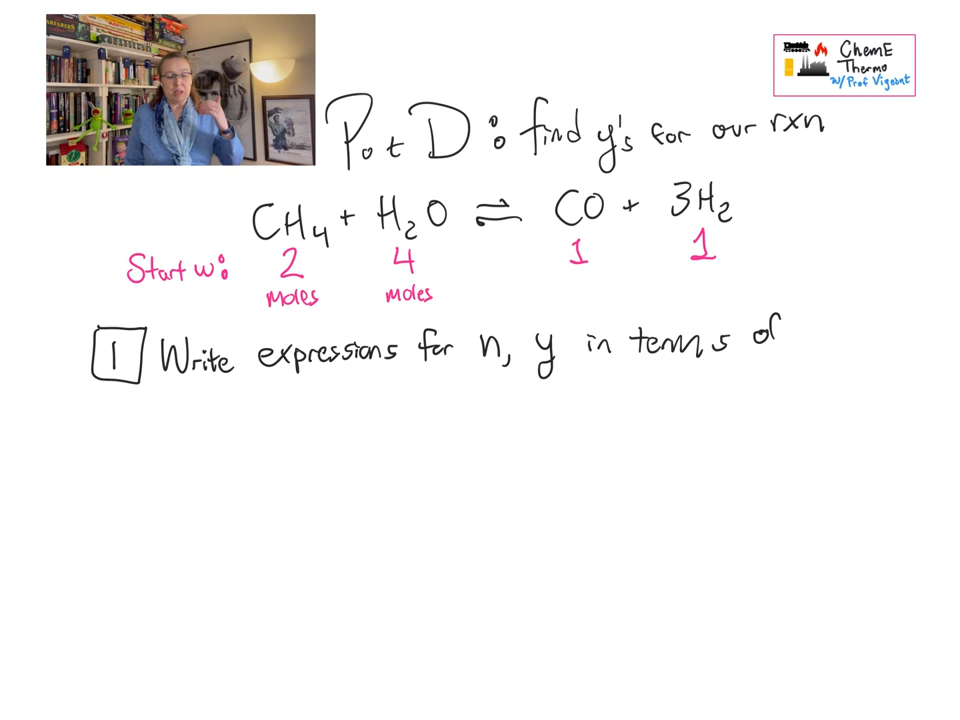 ChemE
Thermo
w/ Prof Vigeant
PotD: find y's for our rxn
CH₄ + H₂O ⇌ CO + 3H₂
Start w: 2 4 1 1
moles moles
1 Write expressions for n, y in terms of